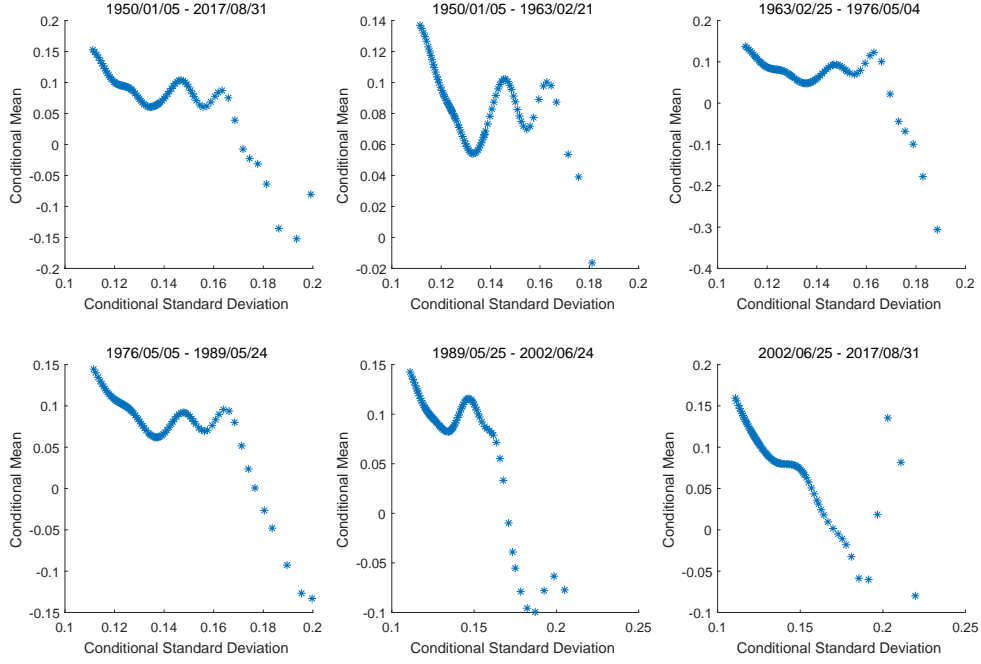 1950/01/05 - 2017/08/31
0.2
0.15
0.1
0.05
0
-0.05
-0.1
-0.15
-0.2
0.1 0.12 0.14 0.16 0.18 0.2
Conditional Mean
Conditional Standard Deviation
1950/01/05 - 1963/02/21
0.14
0.12
0.1
0.08
0.06
0.04
0.02
0
-0.02
0.1 0.12 0.14 0.16 0.18 0.2
Conditional Mean
Conditional Standard Deviation
1963/02/25 - 1976/05/04
0.2
0.1
0
-0.1
-0.2
-0.3
-0.4
0.1 0.12 0.14 0.16 0.18 0.2
Conditional Mean
Conditional Standard Deviation
1976/05/05 - 1989/05/24
0.15
0.1
0.05
0
-0.05
-0.1
-0.15
0.1 0.12 0.14 0.16 0.18 0.2
Conditional Mean
Conditional Standard Deviation
1989/05/25 - 2002/06/24
0.15
0.1
0.05
0
-0.05
-0.1
0.1 0.15 0.2 0.25
Conditional Mean
Conditional Standard Deviation
2002/06/25 - 2017/08/31
0.2
0.15
0.1
0.05
0
-0.05
-0.1
0.1 0.15 0.2 0.25
Conditional Mean
Conditional Standard Deviation